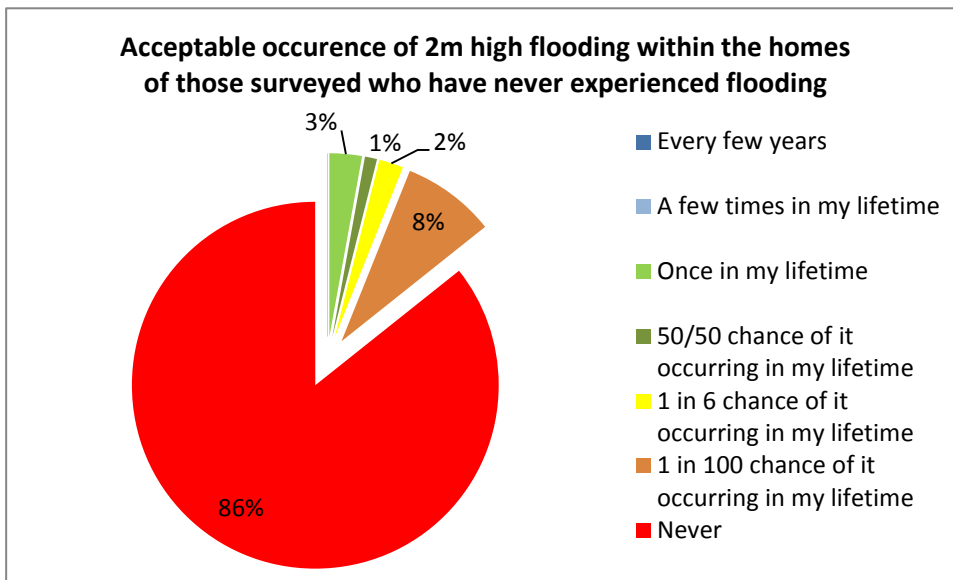 Acceptable occurence of 2m high flooding within the homes
of those surveyed who have never experienced flooding
3%
1%
2%
8%
86%
Every few years
A few times in my lifetime
Once in my lifetime
50/50 chance of it
occurring in my lifetime
1 in 6 chance of it
occurring in my lifetime
1 in 100 chance of it
occurring in my lifetime
Never